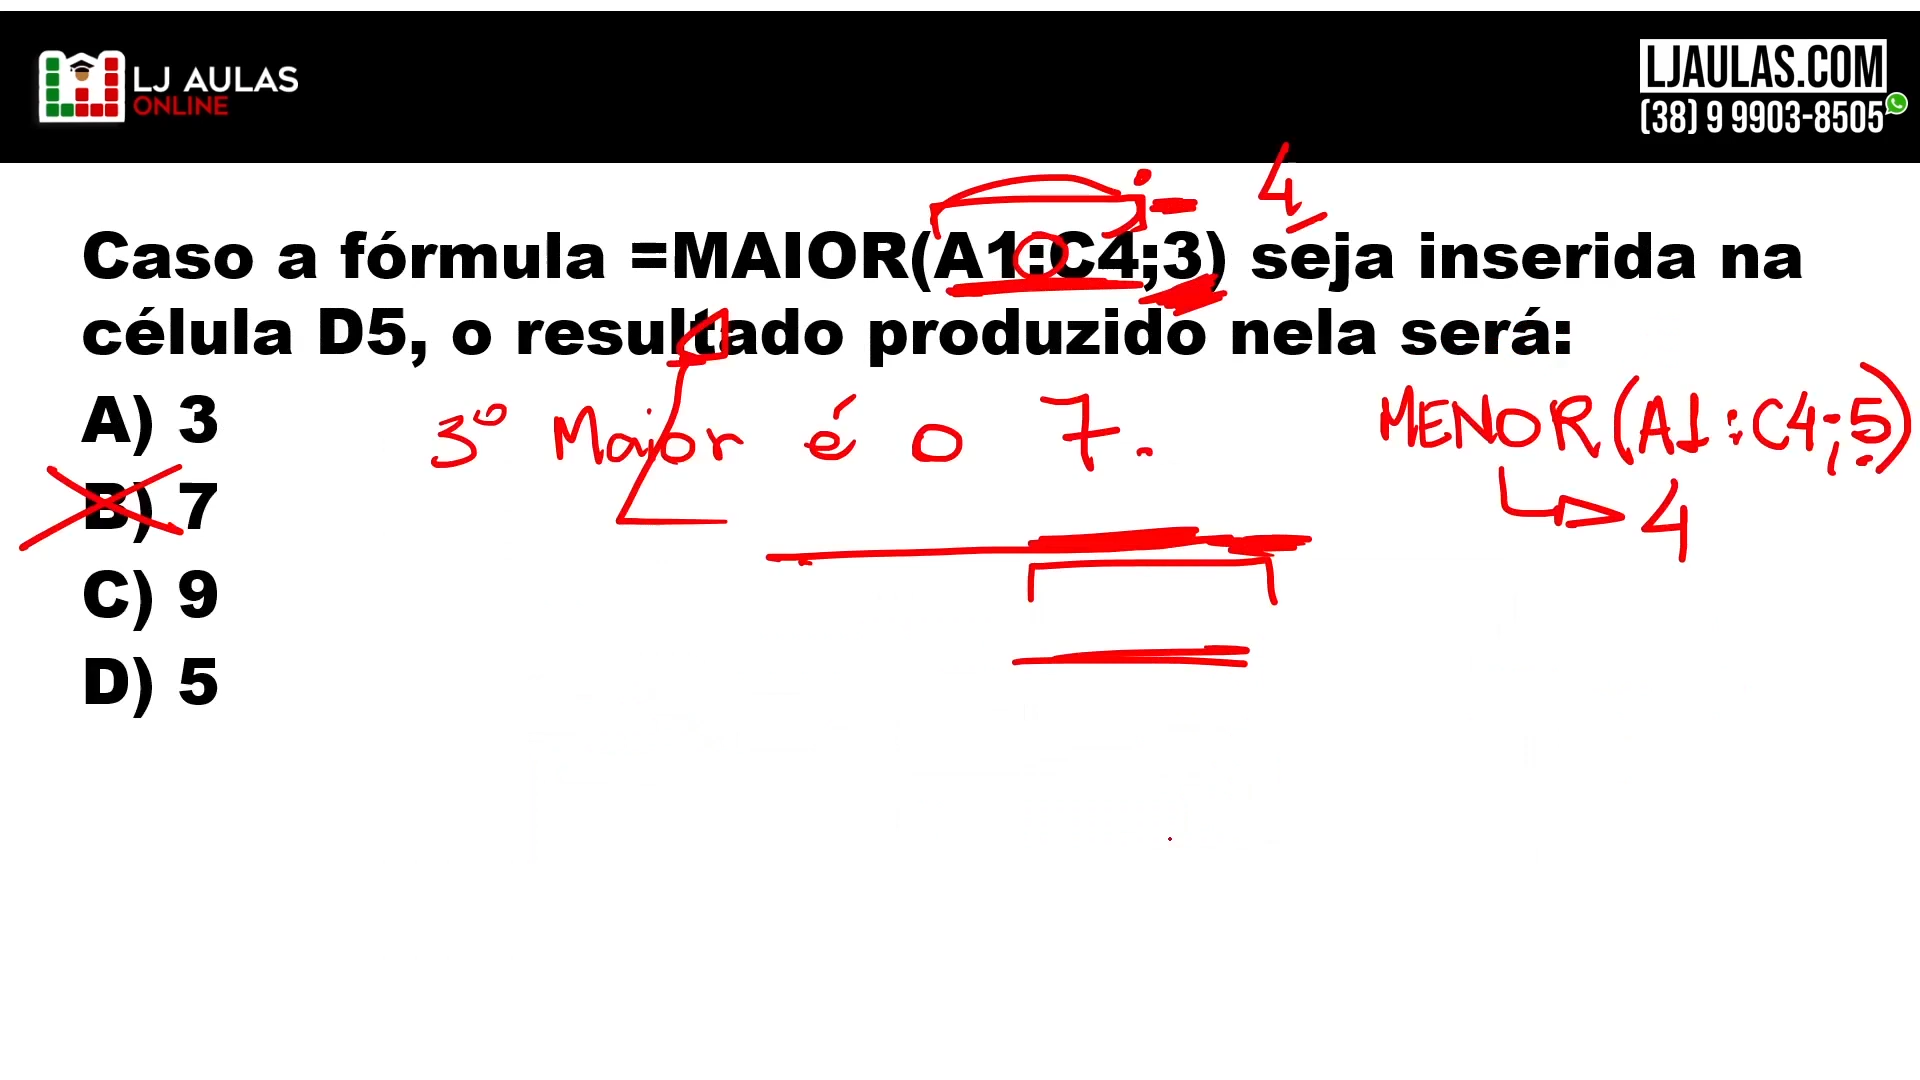 LJ AULAS
ONLINE
LJAULAS.COM
(38) 9 9903-8505
4
Caso a fórmula =MAIOR(A1:C4;3) seja inserida na
célula D5, o resultado produzido nela será:
A) 3
3º Maior é o 7.
MENOR(A1:C4;5)
B) 7
4
C) 9
D) 5